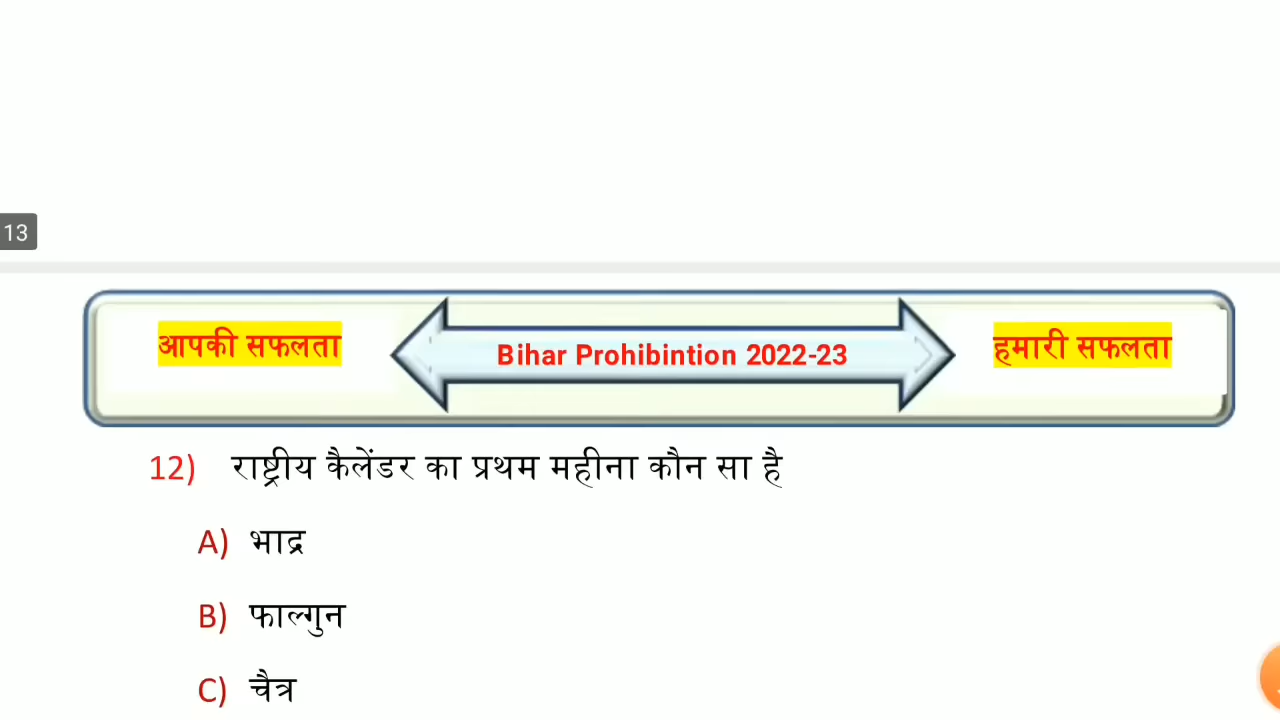 13
आपकी सफलता
Bihar Prohibintion 2022-23
हमारी सफलता
12) राष्ट्रीय कैलेंडर का प्रथम महीना कौन सा है
A) भाद्र
B) फाल्गुन
C) चैत्र